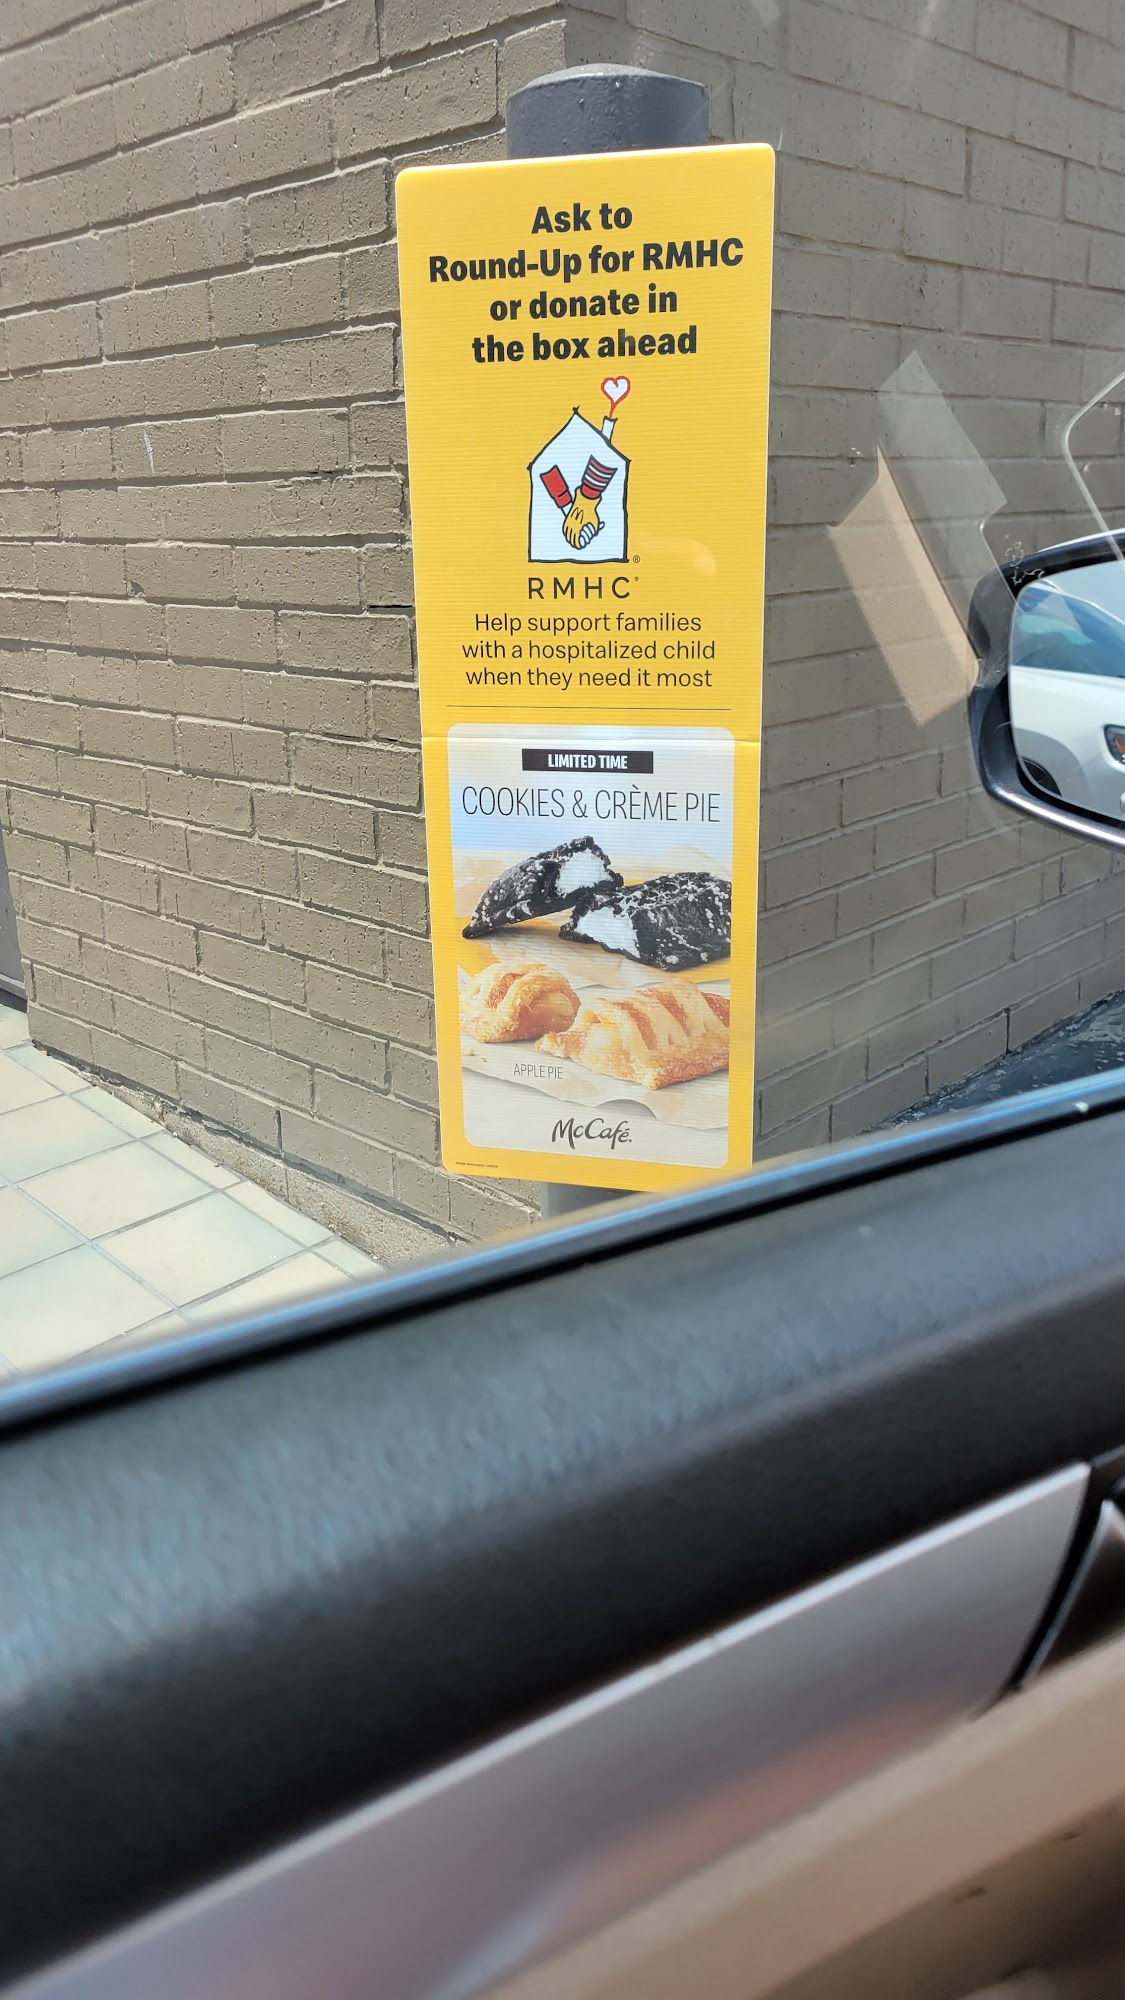 Ask to
Round-Up for RMHC
or donate in
the box ahead
RMHC®
Help support families
with a hospitalized child
when they need it most
LIMITED TIME
COOKIES & CRÈME PIE
APPLE PIE
McCafé®